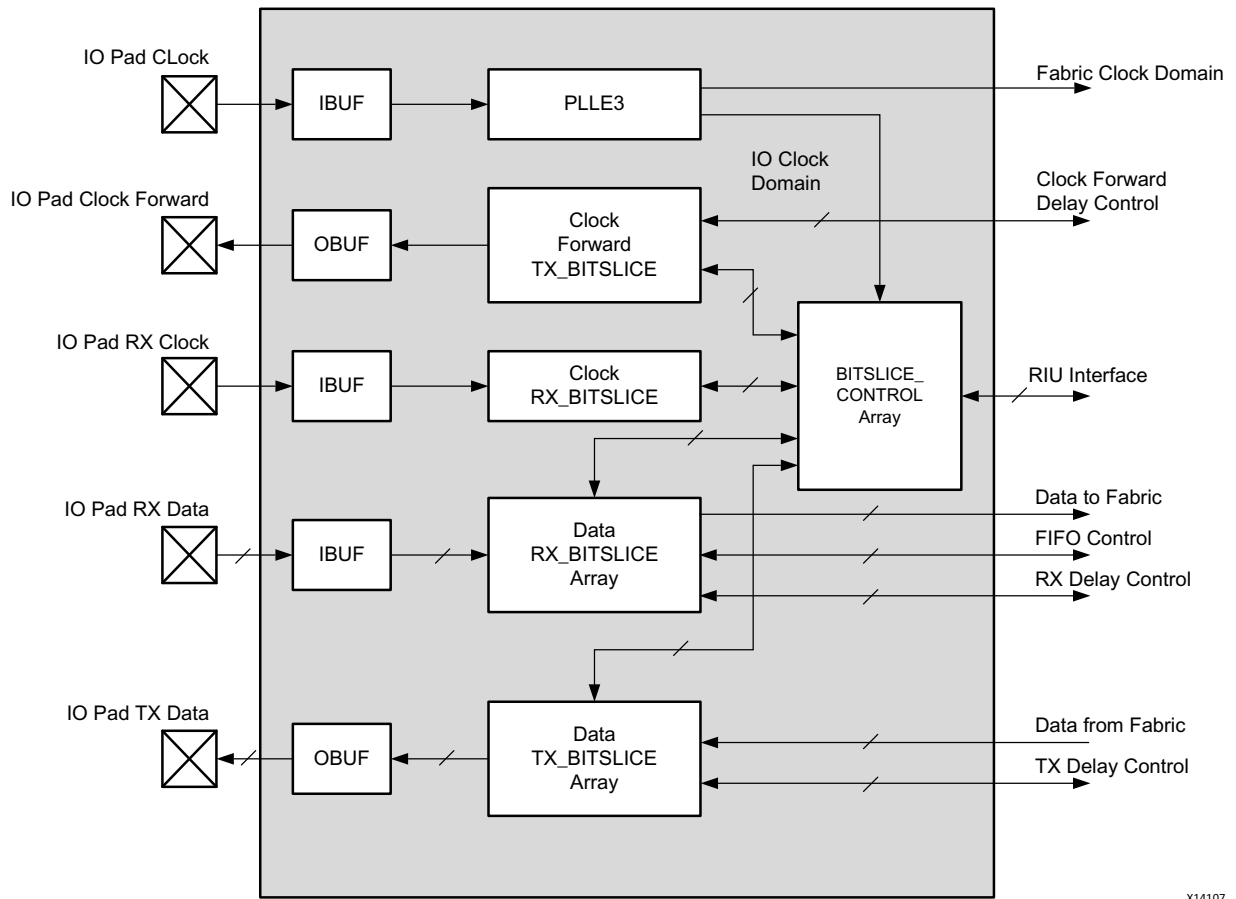 IO Pad CLock
IBUF
PLLE3
Fabric Clock Domain
IO Clock
Domain
IO Pad Clock Forward
OBUF
Clock
Forward
TX_BITSLICE
Clock Forward
Delay Control
IO Pad RX Clock
IBUF
Clock
RX_BITSLICE
BITSLICE_
CONTROL
Array
RIU Interface
IO Pad RX Data
IBUF
Data
RX_BITSLICE
Array
Data to Fabric
FIFO Control
RX Delay Control
IO Pad TX Data
OBUF
Data
TX_BITSLICE
Array
Data from Fabric
TX Delay Control
X14107